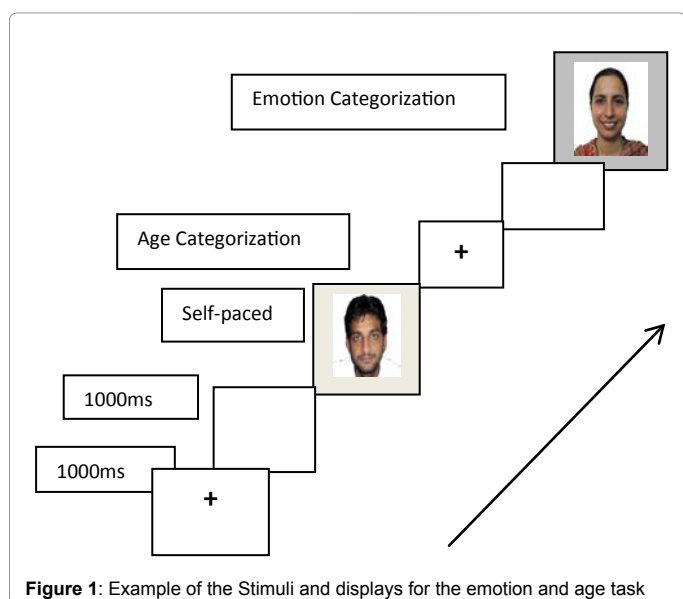 Emotion Categorization
Age Categorization
+
Self-paced
1000ms
1000ms
+
Figure 1: Example of the Stimuli and displays for the emotion and age task